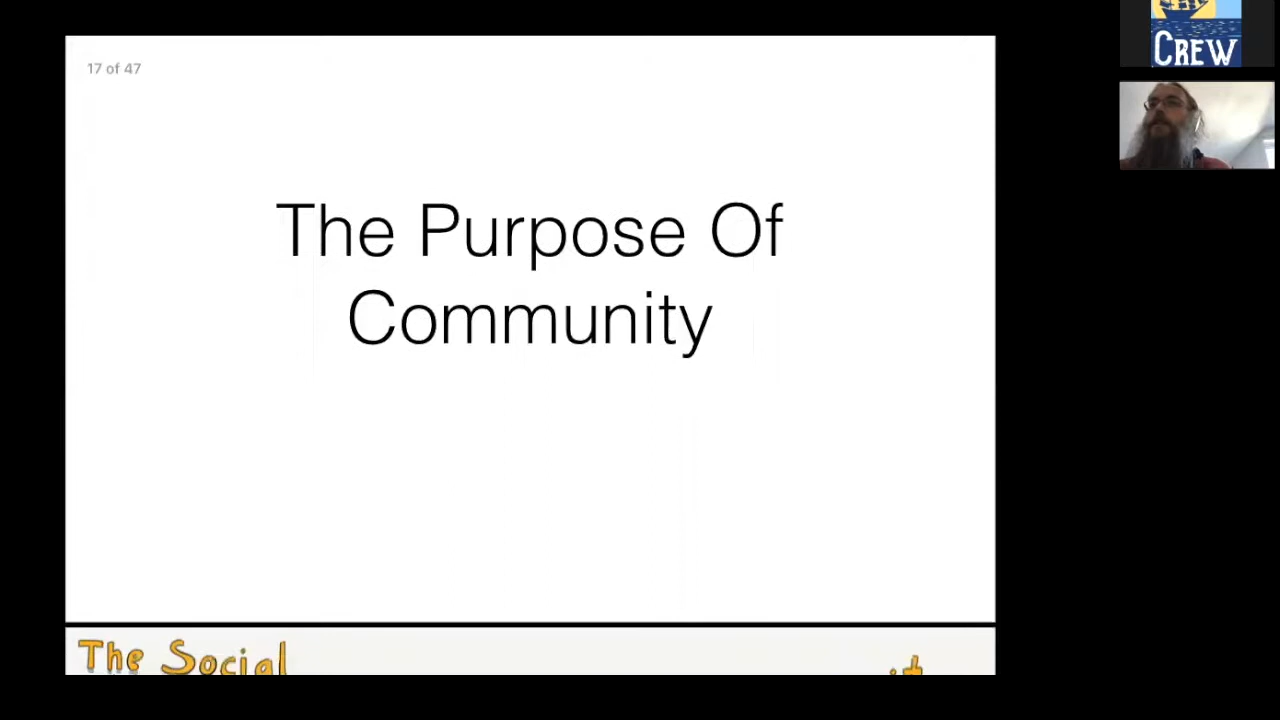 17 of 47
The Purpose Of
Community
The Social
CREW